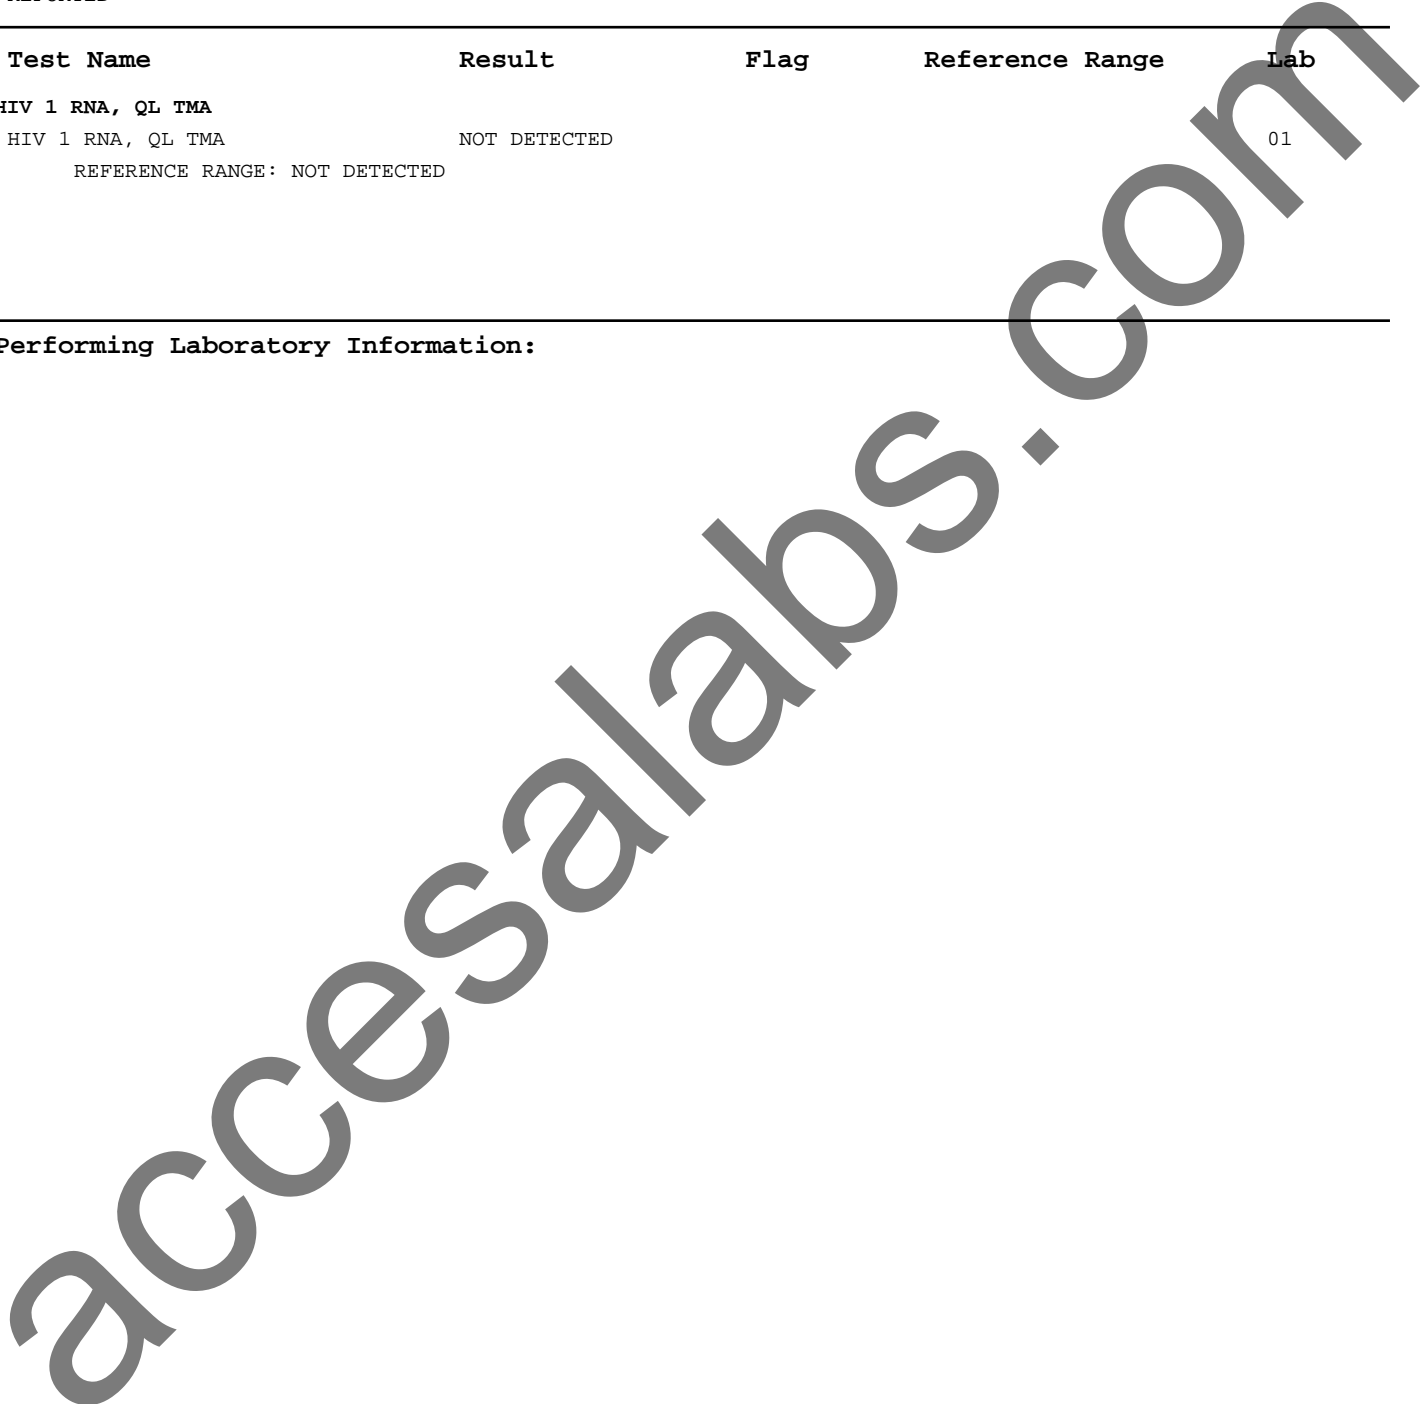 Test Name Result Flag Reference Range Lab
HIV 1 RNA, QL TMA
HIV 1 RNA, QL TMA NOT DETECTED 01
REFERENCE RANGE: NOT DETECTED
Performing Laboratory Information:
accesalabs.com